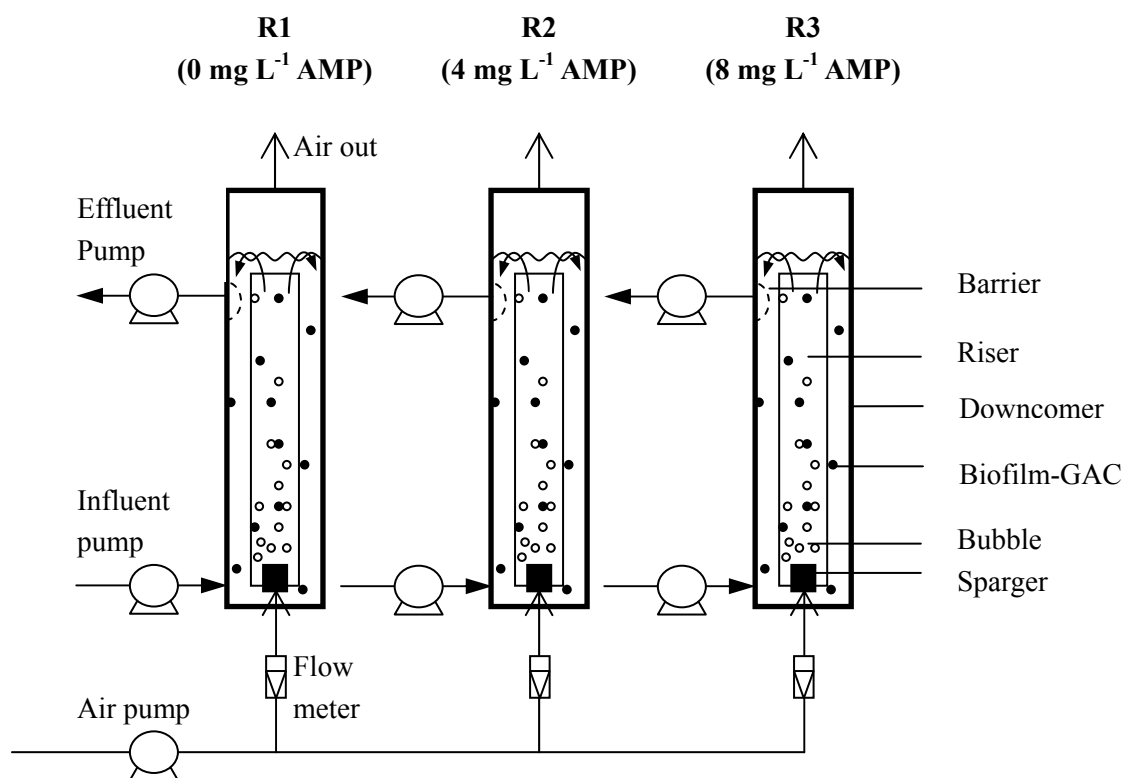 R1
(0 mg L⁻¹ AMP)
R2
(4 mg L⁻¹ AMP)
R3
(8 mg L⁻¹ AMP)
Air out
Effluent
Pump
Barrier
Riser
Downcomer
Biofilm-GAC
Influent
pump
Bubble
Sparger
Flow
meter
Air pump